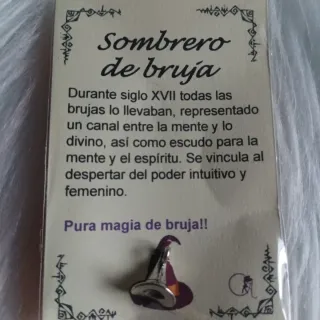 Sombrero
de bruja
Durante siglo XVII todas las
brujas lo llevaban, representado
un canal entre la mente y lo
divino, así como escudo para la
mente y el espíritu. Se vincula al
despertar del poder intuitivo y
femenino.
Pura magia de bruja!!